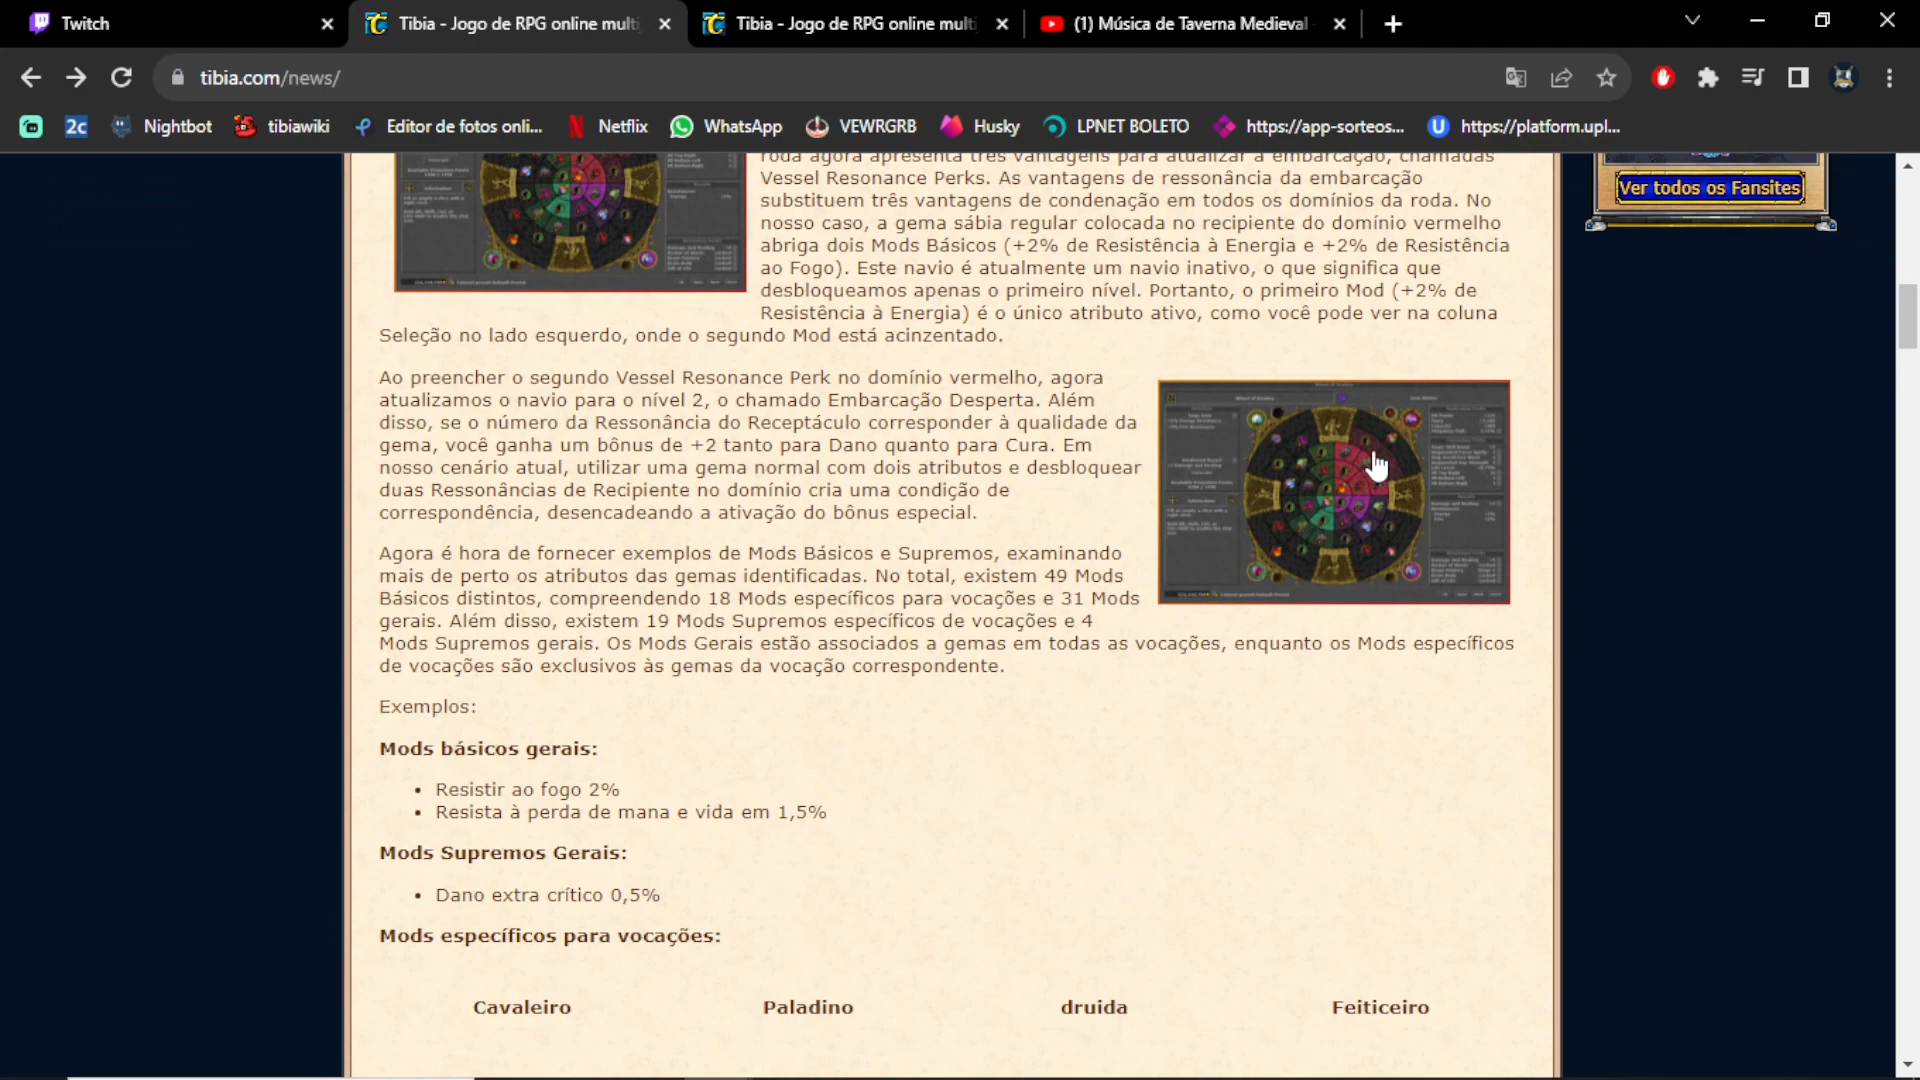 Twitch
Tibia - Jogo de RPG online multi
Tibia - Jogo de RPG online multi
(1) Música de Taverna Medieval
tibia.com/news/
2c
Nightbot
tibiawiki
Editor de fotos onli...
Netflix
WhatsApp
VEWRGRB
Husky
LPNET BOLETO
https://app-sorteos...
https://platform.upl...
roda agora apresenta três vantagens para atualizar a embarcação, chamadas
Vessel Resonance Perks. As vantagens de ressonância da embarcação
substituem três vantagens de condenação em todos os domínios da roda. No
nosso caso, a gema sábia regular colocada no recipiente do domínio vermelho
abriga dois Mods Básicos (+2% de Resistência à Energia e +2% de Resistência
ao Fogo). Este navio é atualmente um navio inativo, o que significa que
desbloqueamos apenas o primeiro nível. Portanto, o primeiro Mod (+2% de
Resistência à Energia) é o único atributo ativo, como você pode ver na coluna
Seleção no lado esquerdo, onde o segundo Mod está acinzentado.
Ver todos os Fansites
Ao preencher o segundo Vessel Resonance Perk no domínio vermelho, agora
atualizamos o navio para o nível 2, o chamado Embarcação Desperta. Além
disso, se o número da Ressonância do Receptáculo corresponder à qualidade da
gema, você ganha um bônus de +2 tanto para Dano quanto para Cura. Em
nosso cenário atual, utilizar uma gema normal com dois atributos e desbloquear
duas Ressonâncias de Recipiente no domínio cria uma condição de
correspondência, desencadeando a ativação do bônus especial.
Agora é hora de fornecer exemplos de Mods Básicos e Supremos, examinando
mais de perto os atributos das gemas identificadas. No total, existem 49 Mods
Básicos distintos, compreendendo 18 Mods específicos para vocações e 31 Mods
gerais. Além disso, existem 19 Mods Supremos específicos de vocações e 4
Mods Supremos gerais. Os Mods Gerais estão associados a gemas em todas as vocações, enquanto os Mods específicos
de vocações são exclusivos às gemas da vocação correspondente.
Exemplos:
Mods básicos gerais:
• Resistir ao fogo 2%
• Resista à perda de mana e vida em 1,5%
Mods Supremos Gerais:
• Dano extra crítico 0,5%
Mods específicos para vocações:
Cavaleiro Paladino druida Feiticeiro